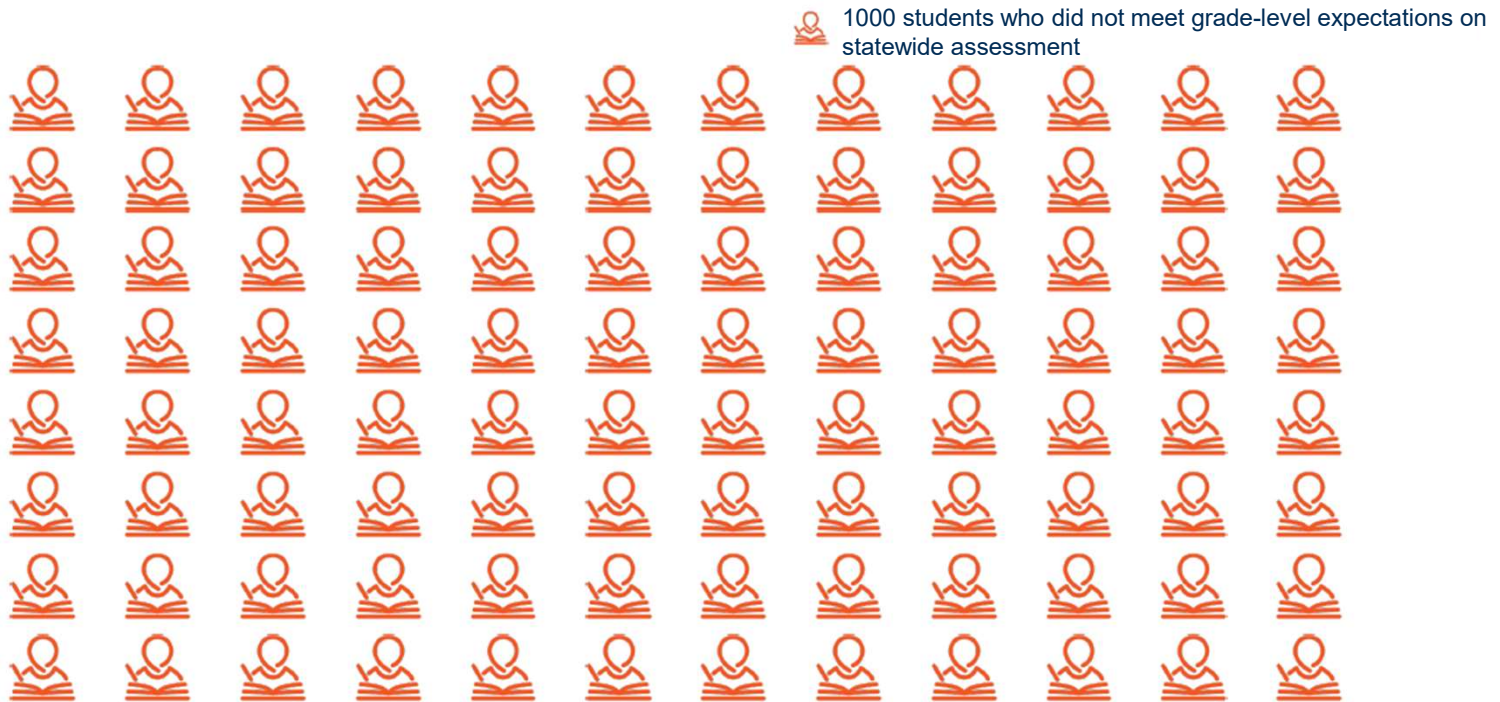 1000 students who did not meet grade-level expectations on
statewide assessment